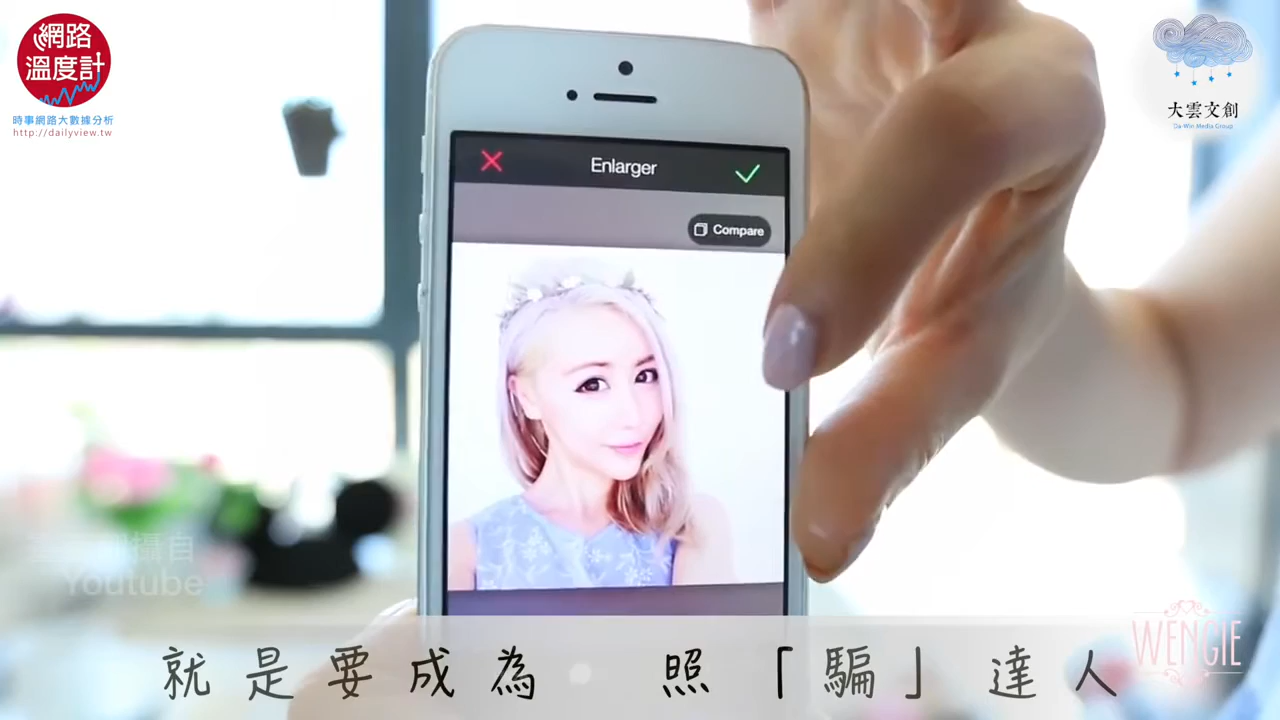 網路
溫度計
時事網路大數據分析
http://dailyview.tw
大雲文創
Da-Win Media Group
Enlarger
Compare
攝自
Youtube
WENGIE
就是要成為 照「騙」達人